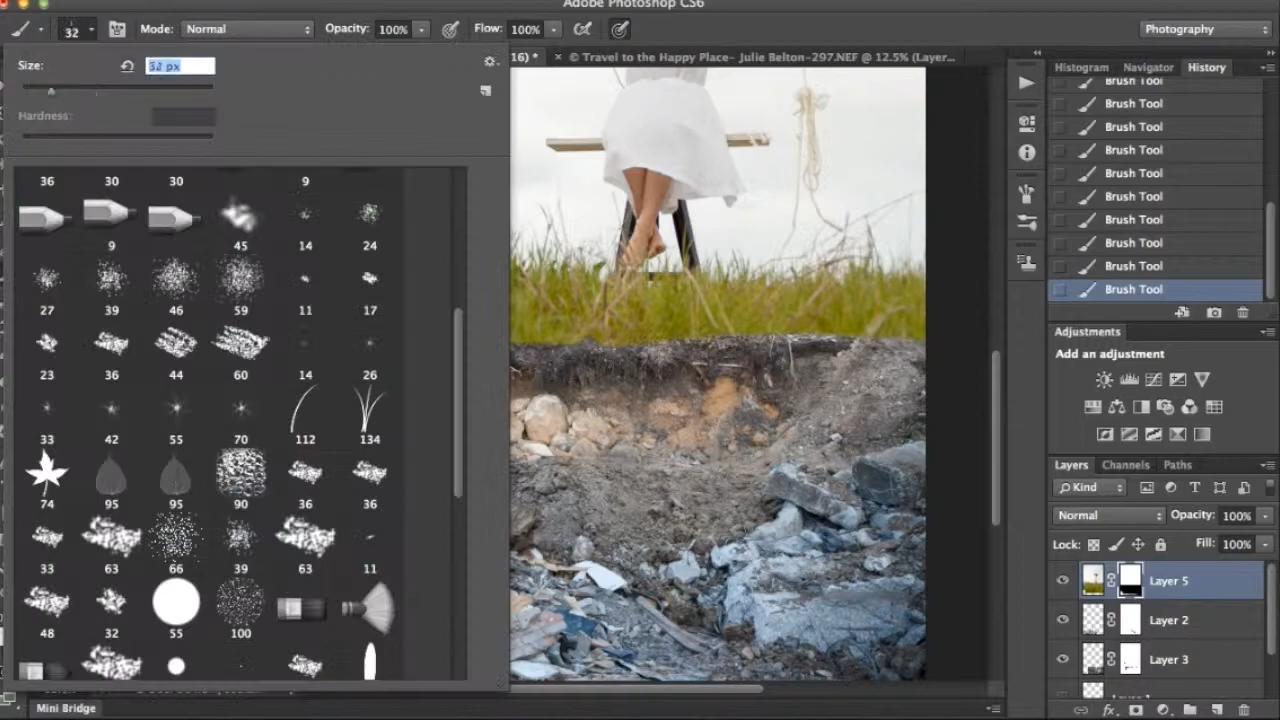 Adobe Photoshop CS6
32 Mode: Normal Opacity: 100% Flow: 100% Photography
16) * × © Travel to the Happy Place- Julie Belton-297.NEF @ 12.5% (Layer...
Size: 32 px
Hardness:
36 30 30 9
9 45 14 24
27 39 46 59 11 17
23 36 44 60 14 26
33 42 55 70 112 134
74 95 95 90 36 36
33 63 66 39 63 11
48 32 55 100
Histogram Navigator History
Brush Tool
Brush Tool
Brush Tool
Brush Tool
Brush Tool
Brush Tool
Brush Tool
Brush Tool
Brush Tool
Brush Tool
Adjustments
Add an adjustment
Layers Channels Paths
Kind
Normal Opacity: 100%
Lock: Fill: 100%
Layer 5
Layer 2
Layer 3
Mini Bridge